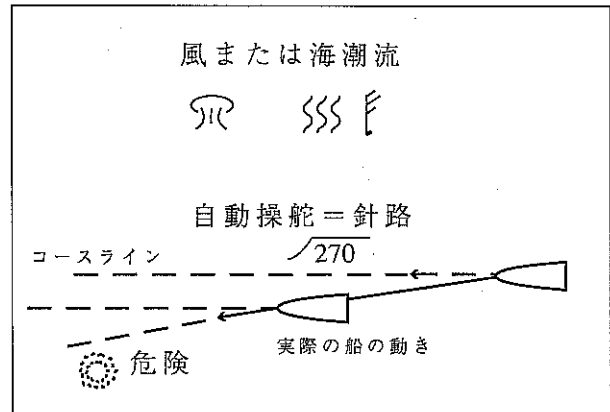 風または海潮流
自動操舵＝針路
270
コースライン
実際の船の動き
危険